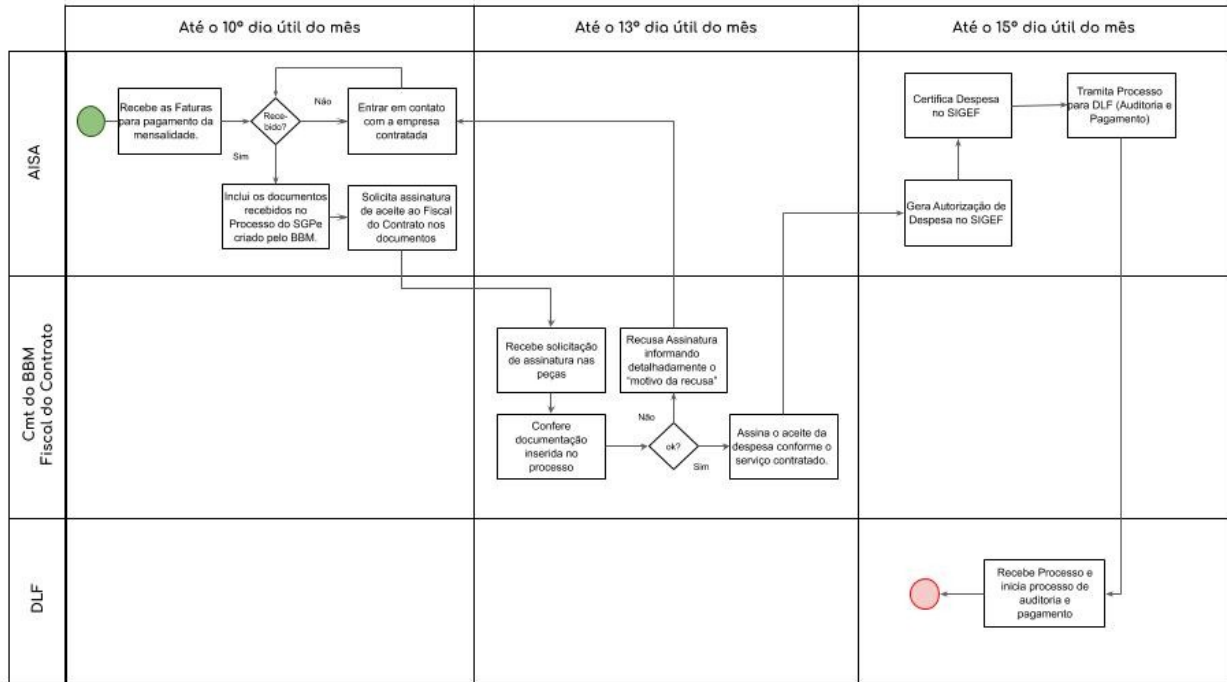 Até o 10º dia útil do mês
Até o 13º dia útil do mês
Até o 15º dia útil do mês
AISA
Recebe as Faturas
para pagamento da
mensalidade.
Rece-
bido?
Não
Sim
Entrar em contato
com a empresa
contratada
Inclui os documentos
recebidos no
Processo do SGPe
criado pelo BBM.
Solicita assinatura
de aceite ao Fiscal
do Contrato nos
documentos
Certifica Despesa
no SIGEF
Tramita Processo
para DLF (Auditoria e
Pagamento)
Gera Autorização de
Despesa no SIGEF
Cmt do BBM
Fiscal do Contrato
Recebe solicitação
de assinatura nas
peças
Recusa Assinatura
informando
detalhadamente o
"motivo da recusa"
Confere
documentação
inserida no
processo
Não
ok?
Sim
Assina o aceite da
despesa conforme o
serviço contratado.
DLF
Recebe Processo e
inicia processo de
auditoria e
pagamento